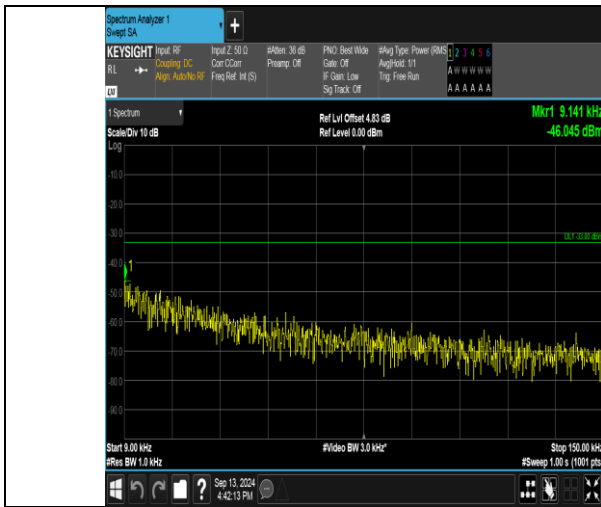 Spectrum Analyzer 1
Swept SA
KEYSIGHT
RL
Input: RF
Coupling: DC
Align: Auto/No RF
Input Z: 50 Ω
Corr CCorr
Freq Ref: Int (S)
#Atten: 36 dB
Preamp: Off
PNO: Best Wide
Gate: Off
IF Gain: Low
Sig Track: Off
#Avg Type: Power (RMS
Avg|Hold: 1/1
Trig: Free Run
1 2 3 4 5 6
A W W W W W
A A A A A A
1 Spectrum
Scale/Div 10 dB
Ref Lvl Offset 4.83 dB
Ref Level 0.00 dBm
Mkr1 9.141 kHz
-46.045 dBm
Log
-10.0
-20.0
-30.0
DL1 -33.00 dBm
-40.0
1
-50.0
-60.0
-70.0
-80.0
-90.0
Start 9.00 kHz
#Video BW 3.0 kHz*
Stop 150.00 kHz
#Res BW 1.0 kHz
#Sweep 1.00 s (1001 pts
?
Sep 13, 2024
4:42:13 PM